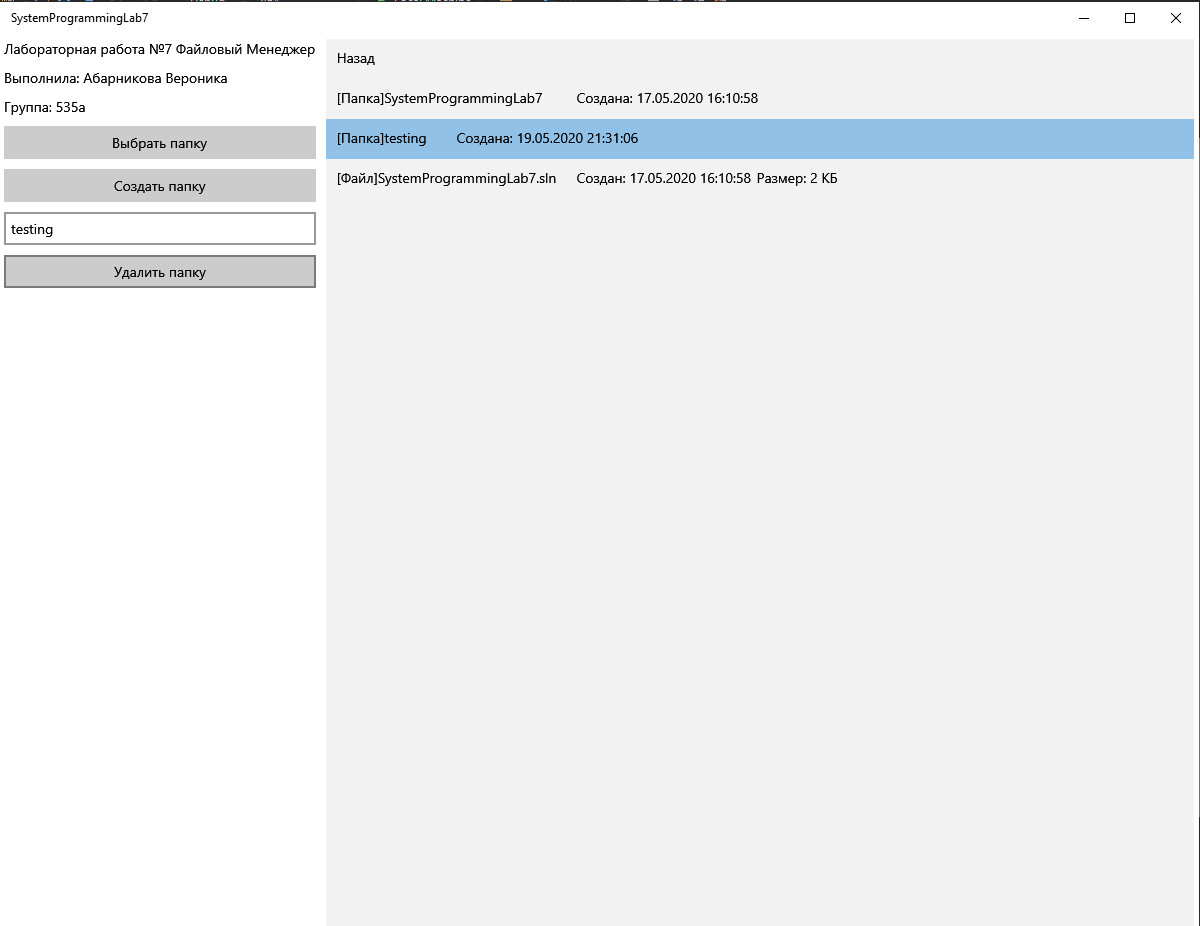 SystemProgrammingLab7
Лабораторная работа №7 Файловый Менеджер
Выполнила: Абарникова Вероника
Группа: 535а
Выбрать папку
Создать папку
testing
Удалить папку
Назад
[Папка]SystemProgrammingLab7 Создана: 17.05.2020 16:10:58
[Папка]testing Создана: 19.05.2020 21:31:06
[Файл]SystemProgrammingLab7.sln Создан: 17.05.2020 16:10:58 Размер: 2 КБ